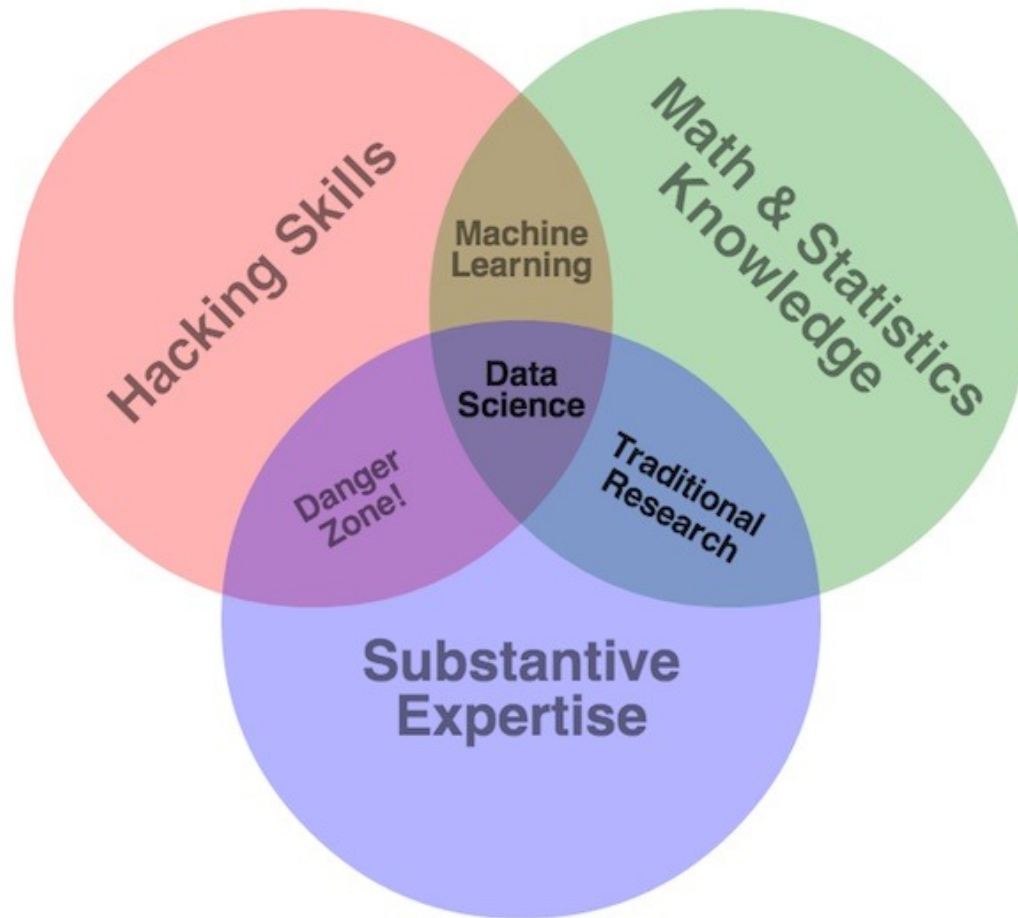 Hacking Skills
Math & Statistics
Knowledge
Machine
Learning
Data
Science
Danger
Zone!
Traditional
Research
Substantive
Expertise